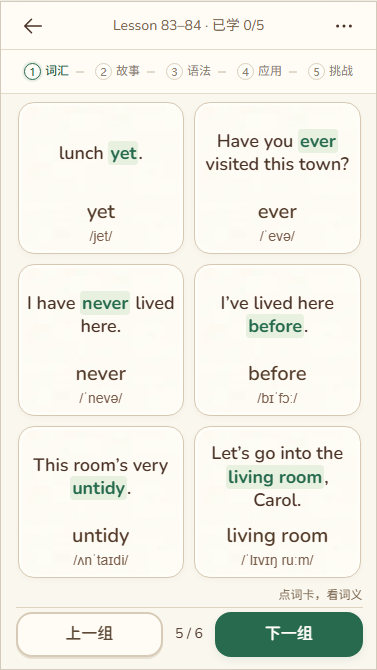 Lesson 83–84 · 已学 0/5
1 词汇 – 2 故事 – 3 语法 – 4 应用 – 5 挑战
lunch yet.
yet
/jet/
Have you ever
visited this town?
ever
/ˈevə/
I have never lived
here.
never
/ˈnevə/
I’ve lived here
before.
before
/bɪˈfɔː/
This room’s very
untidy.
untidy
/ʌnˈtaɪdi/
Let’s go into the
living room,
Carol.
living room
/ˈlɪvɪŋ ruːm/
点词卡，看词义
上一组
5 / 6
下一组